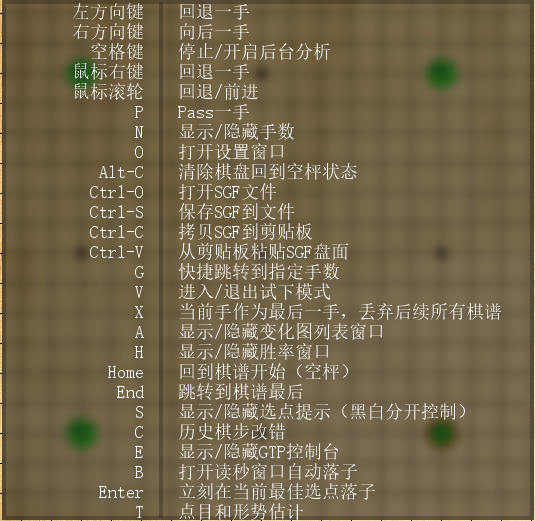 左方向键 回退一手
右方向键 向后一手
空格键 停止/开启后台分析
鼠标右键 回退一手
鼠标滚轮 回退/前进
P Pass一手
N 显示/隐藏手数
O 打开设置窗口
Alt-C 清除棋盘回到空枰状态
Ctrl-O 打开SGF文件
Ctrl-S 保存SGF到文件
Ctrl-C 拷贝SGF到剪贴板
Ctrl-V 从剪贴板粘贴SGF盘面
G 快捷跳转到指定手数
V 进入/退出试下模式
X 当前手作为最后一手，丢弃后续所有棋谱
A 显示/隐藏变化图列表窗口
H 显示/隐藏胜率窗口
Home 回到棋谱开始（空枰）
End 跳转到棋谱最后
S 显示/隐藏选点提示（黑白分开控制）
C 历史棋步改错
E 显示/隐藏GTP控制台
B 打开读秒窗口自动落子
Enter 立刻在当前最佳选点落子
T 点目和形势估计